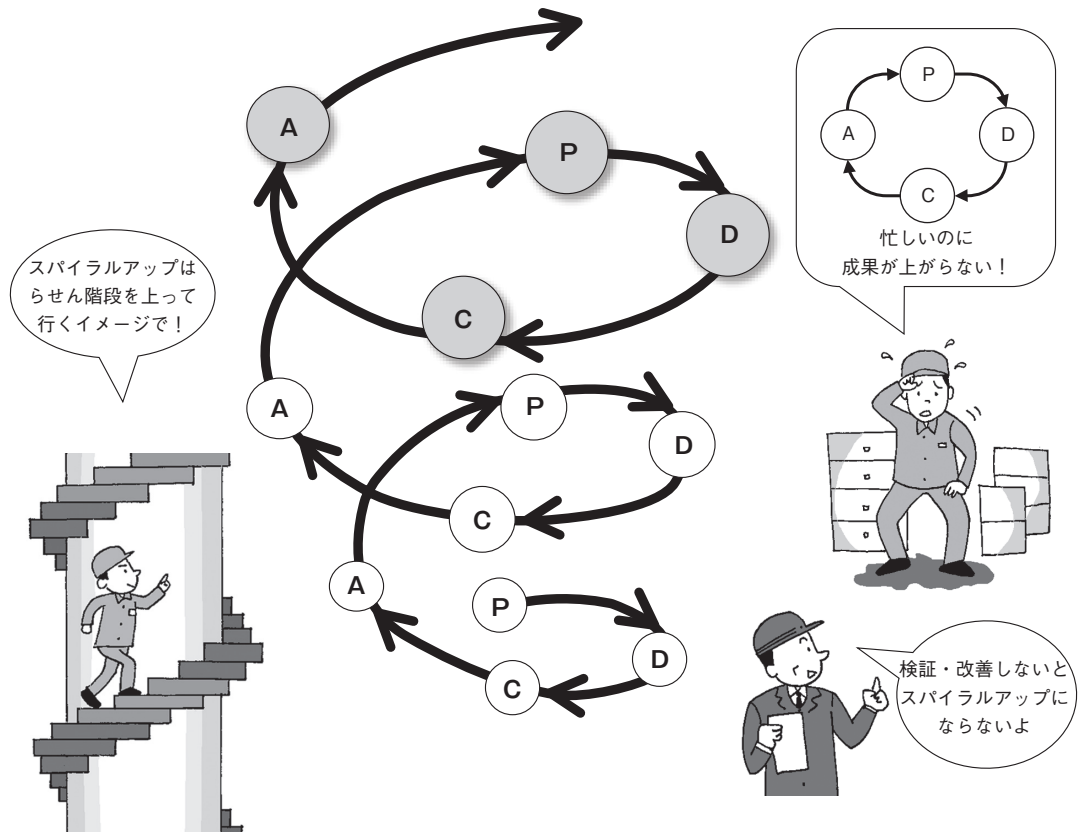 A
P
D
C
A
P
D
C
A
P
D
C
P
D
C
A
忙しいのに
成果が上がらない！
スパイラルアップは
らせん階段を上って
行くイメージで！
検証・改善しないと
スパイラルアップに
ならないよ